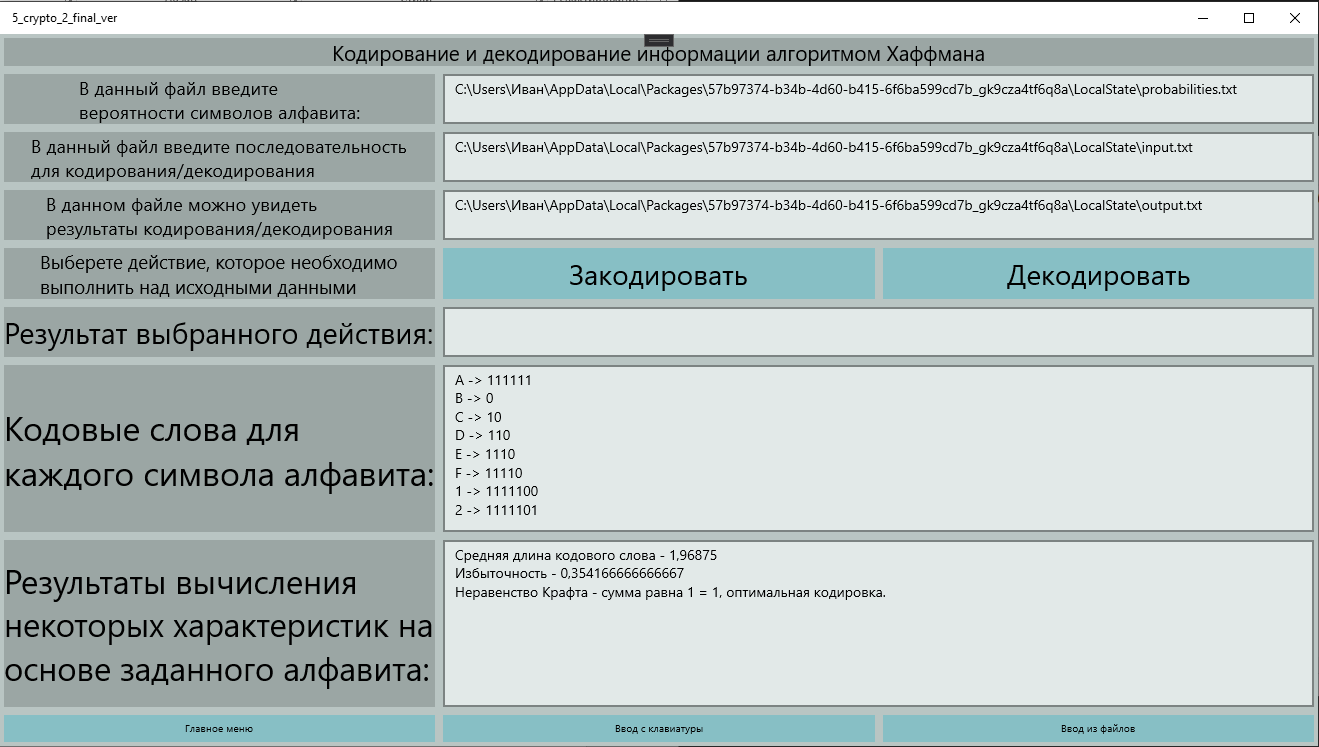 5_crypto_2_final_ver
Кодирование и декодирование информации алгоритмом Хаффмана
В данный файл введите
вероятности символов алфавита:
C:\Users\Иван\AppData\Local\Packages\57b97374-b34b-4d60-b415-6f6ba599cd7b_gk9cza4tf6q8a\LocalState\probabilities.txt
В данный файл введите последовательность
для кодирования/декодирования
C:\Users\Иван\AppData\Local\Packages\57b97374-b34b-4d60-b415-6f6ba599cd7b_gk9cza4tf6q8a\LocalState\input.txt
В данном файле можно увидеть
результаты кодирования/декодирования
C:\Users\Иван\AppData\Local\Packages\57b97374-b34b-4d60-b415-6f6ba599cd7b_gk9cza4tf6q8a\LocalState\output.txt
Выберете действие, которое необходимо
выполнить над исходными данными
Закодировать
Декодировать
Результат выбранного действия:
Кодовые слова для
каждого символа алфавита:
A -> 111111
B -> 0
C -> 10
D -> 110
E -> 1110
F -> 11110
1 -> 1111100
2 -> 1111101
Результаты вычисления
некоторых характеристик на
основе заданного алфавита:
Средняя длина кодового слова - 1,96875
Избыточность - 0,354166666666667
Неравенство Крафта - сумма равна 1 = 1, оптимальная кодировка.
Главное меню
Ввод с клавиатуры
Ввод из файлов